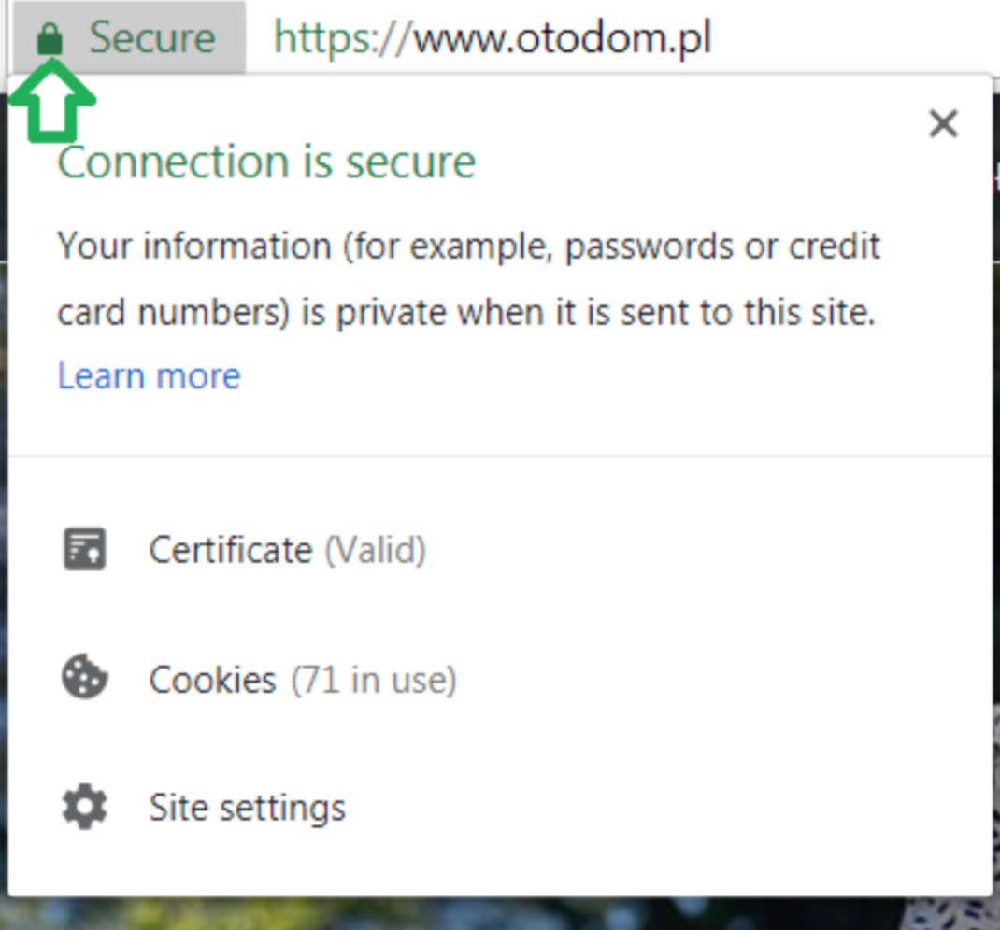 Secure https://www.otodom.pl
Connection is secure
Your information (for example, passwords or credit
card numbers) is private when it is sent to this site.
Learn more
Certificate (Valid)
Cookies (71 in use)
Site settings